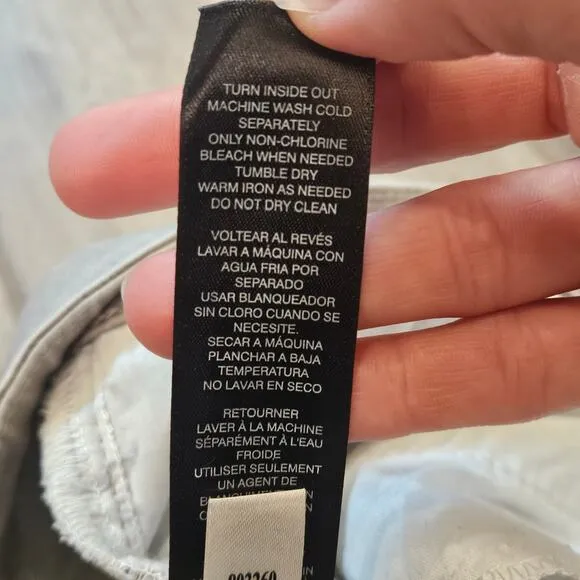 TURN INSIDE OUT
MACHINE WASH COLD
SEPARATELY
ONLY NON-CHLORINE
BLEACH WHEN NEEDED
TUMBLE DRY
WARM IRON AS NEEDED
DO NOT DRY CLEAN
VOLTEAR AL REVÉS
LAVAR A MÁQUINA CON
AGUA FRIA POR
SEPARADO
USAR BLANQUEADOR
SIN CLORO CUANDO SE
NECESITE.
SECAR A MÁQUINA
PLANCHAR A BAJA
TEMPERATURA
NO LAVAR EN SECO
RETOURNER
LAVER À LA MACHINE
SÉPARÉMENT À L'EAU
FROIDE
UTILISER SEULEMENT
UN AGENT DE